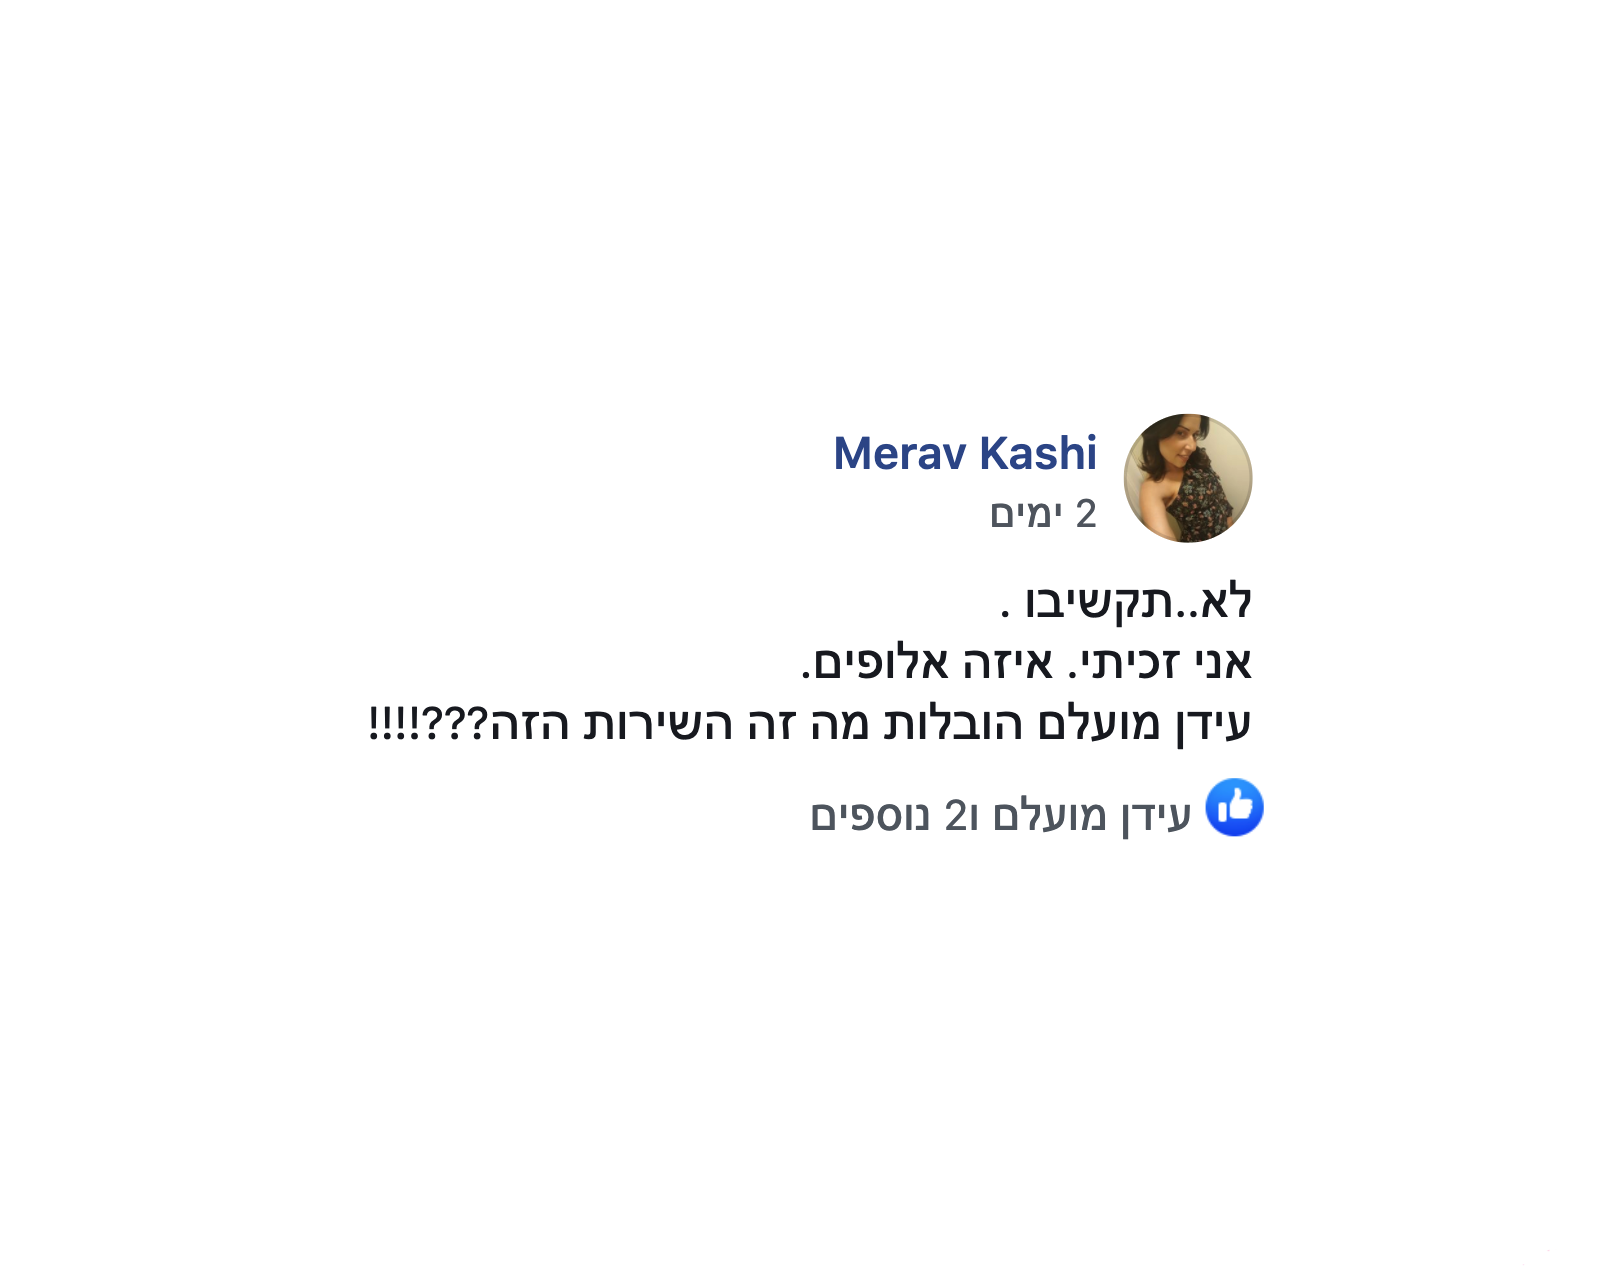 Merav Kashi
2 ימים
לא..תקשיבו .
אני זכיתי. איזה אלופים.
עידן מועלם הובלות מה זה השירות הזה???!!!!
עידן מועלם ו2 נוספים